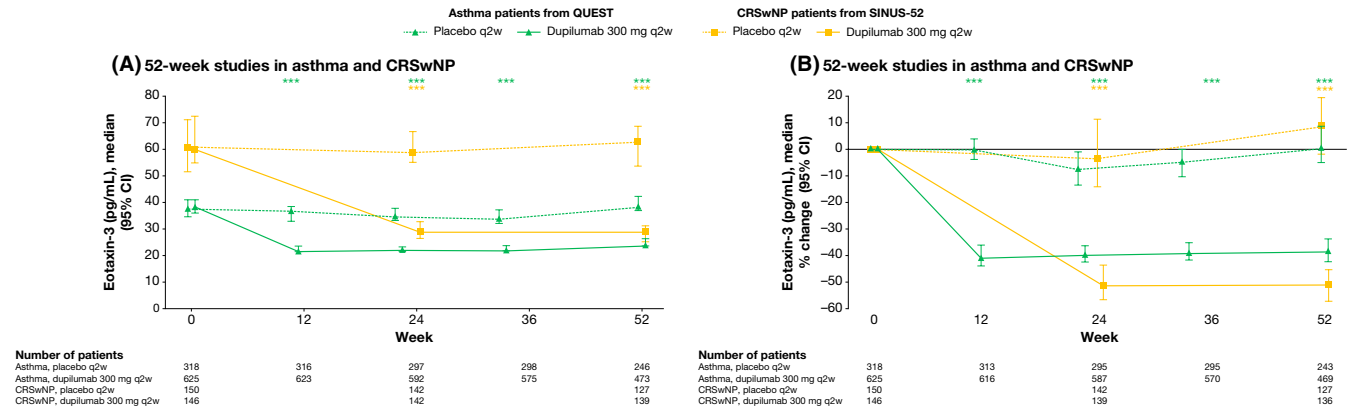 Asthma patients from QUEST CRSwNP patients from SINUS-52
Placebo q2w Dupilumab 300 mg q2w Placebo q2w Dupilumab 300 mg q2w
(A) 52-week studies in asthma and CRSwNP
*** *** *** ***
*** ***
Eotaxin-3 (pg/mL), median
(95% CI)
80
70
60
50
40
30
20
10
0
0 12 24 36 52
Week
Number of patients
Asthma, placebo q2w 318 316 297 298 246
Asthma, dupilumab 300 mg q2w 625 623 592 575 473
CRSwNP, placebo q2w 150 142 127
CRSwNP, dupilumab 300 mg q2w 146 142 139
(B) 52-week studies in asthma and CRSwNP
*** *** *** ***
*** ***
Eotaxin-3 (pg/mL), median
% change (95% CI)
20
10
0
−10
−20
−30
−40
−50
−60
0 12 24 36 52
Week
Number of patients
Asthma, placebo q2w 318 313 295 295 243
Asthma, dupilumab 300 mg q2w 625 616 587 570 469
CRSwNP, placebo q2w 150 142 127
CRSwNP, dupilumab 300 mg q2w 146 139 136